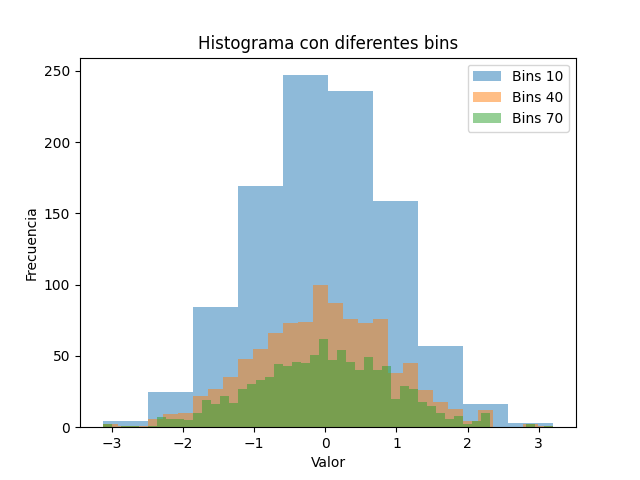 Histograma con diferentes bins
Bins 10
Bins 40
Bins 70
Frecuencia
250
200
150
100
50
0
−3
−2
−1
0
1
2
3
Valor